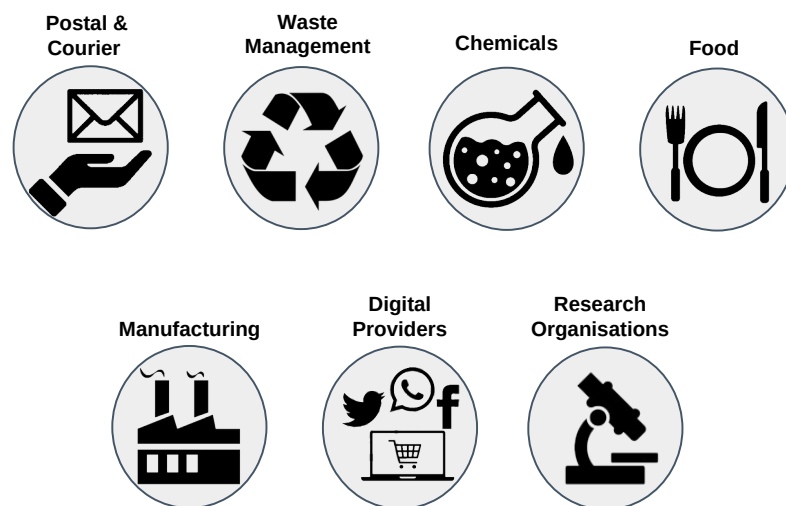 Postal &
Courier
Waste
Management
Chemicals
Food
Manufacturing
Digital
Providers
Research
Organisations